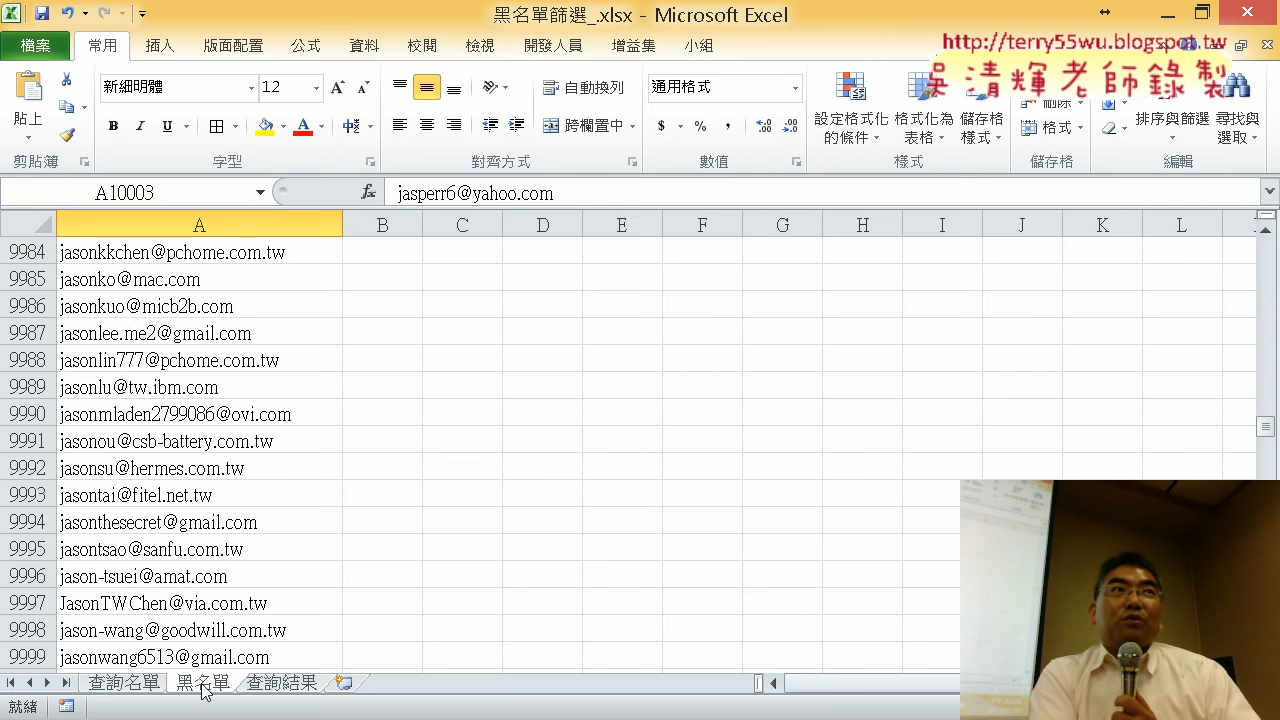 黑名單篩選_.xlsx - Microsoft Excel
檔案 常用 插入 版面配置 公式 資料 校閱 檢視 開發人員 增益集 小組
http://terry55wu.blogspot.tw
吳清輝老師錄製
貼上
新細明體 12
B I U
自動換列
跨欄置中
通用格式
$ % ,
設定格式化的條件
格式化為表格
儲存格樣式
刪除
格式
排序與篩選
尋找與選取
剪貼簿 字型 對齊方式 數值 樣式 儲存格 編輯
A10003 fx jasperr6@yahoo.com
A B C D E F G H I J K L
9984 jasonkkchen@pchome.com.tw
9985 jasonko@mac.com
9986 jasonkuo@micb2b.com
9987 jasonlee.me2@gmail.com
9988 jasonlin777@pchome.com.tw
9989 jasonlu@tw.ibm.com
9990 jasonmladen2799086@ovi.com
9991 jasonou@csb-battery.com.tw
9992 jasonsu@hermes.com.tw
9993 jasontai@fitel.net.tw
9994 jasonthesecret@gmail.com
9995 jasontsao@sanfu.com.tw
9996 jason-tsuei@amat.com
9997 JasonTWChen@via.com.tw
9998 jason-wang@goodwill.com.tw
9999 jasonwang6513@gmail.com
查詢名單 黑名單 查詢結果
就緒